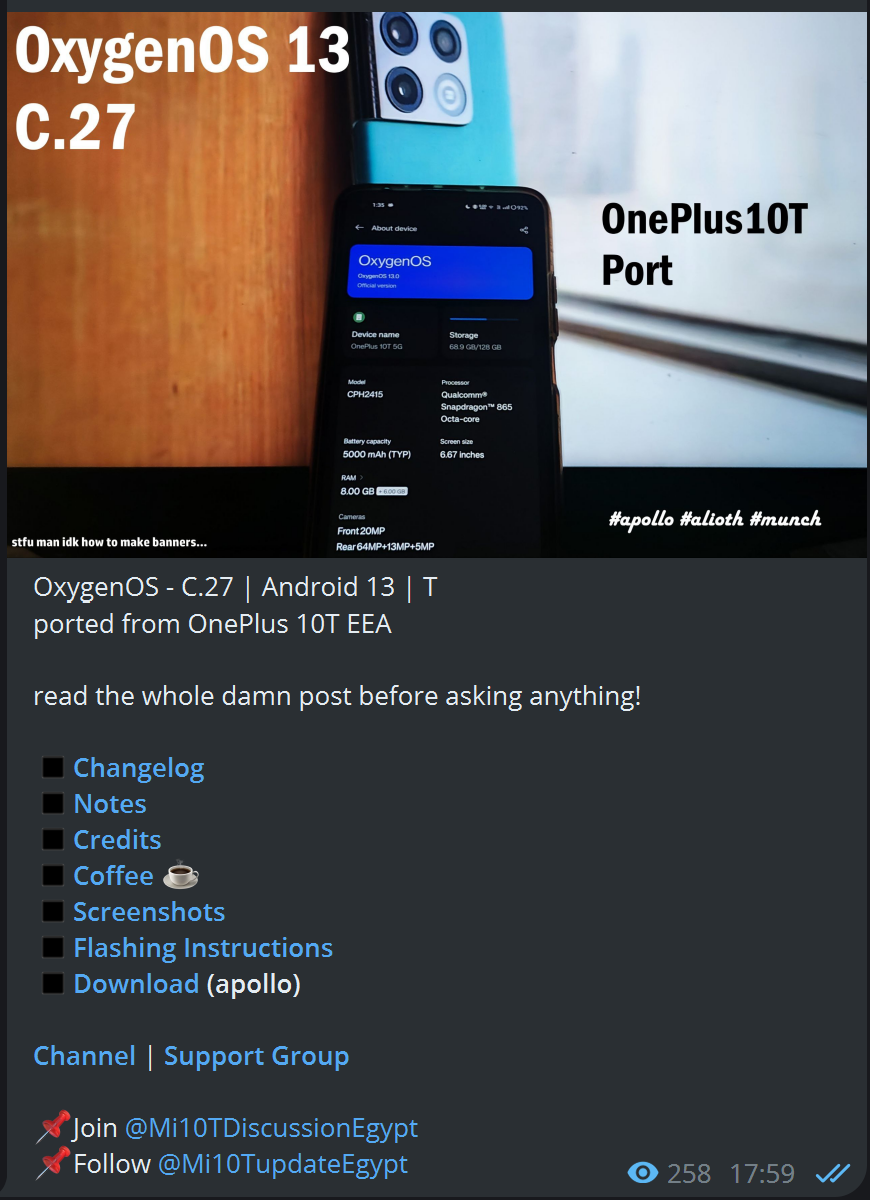 OxygenOS 13
C.27
OnePlus10T
Port
1:35
92%
About device
OxygenOS
OxygenOS 13.0
Official version
Device name
OnePlus 10T 5G
Storage
68.9 GB/128 GB
Model
CPH2415
Processor
Qualcomm®
Snapdragon™ 865
Octa-core
Battery capacity
5000 mAh (TYP)
Screen size
6.67 inches
RAM
8.00 GB + 6.00 GB
Cameras
Front 20MP
Rear 64MP+13MP+5MP
#apollo #alioth #munch
stfu man idk how to make banners...
OxygenOS - C.27 | Android 13 | T
ported from OnePlus 10T EEA
read the whole damn post before asking anything!
Changelog
Notes
Credits
Coffee ☕
Screenshots
Flashing Instructions
Download (apollo)
Channel | Support Group
📌Join @Mi10TDiscussionEgypt
📌Follow @Mi10TupdateEgypt
258 17:59